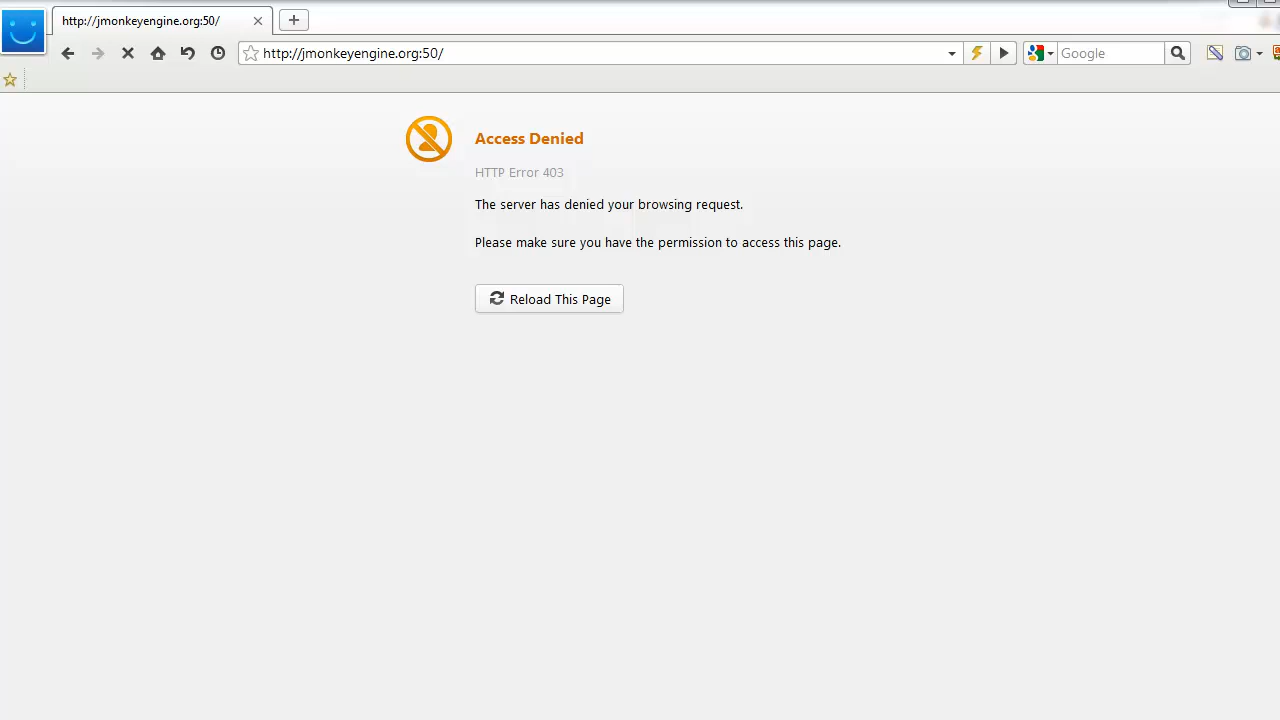 http://jmonkeyengine.org:50/
http://jmonkeyengine.org:50/
Google
Access Denied
HTTP Error 403
The server has denied your browsing request.
Please make sure you have the permission to access this page.
Reload This Page